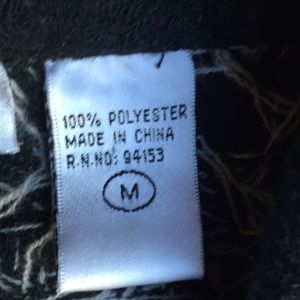 100% POLYESTER
MADE IN CHINA
R.N.NO: 94153
M